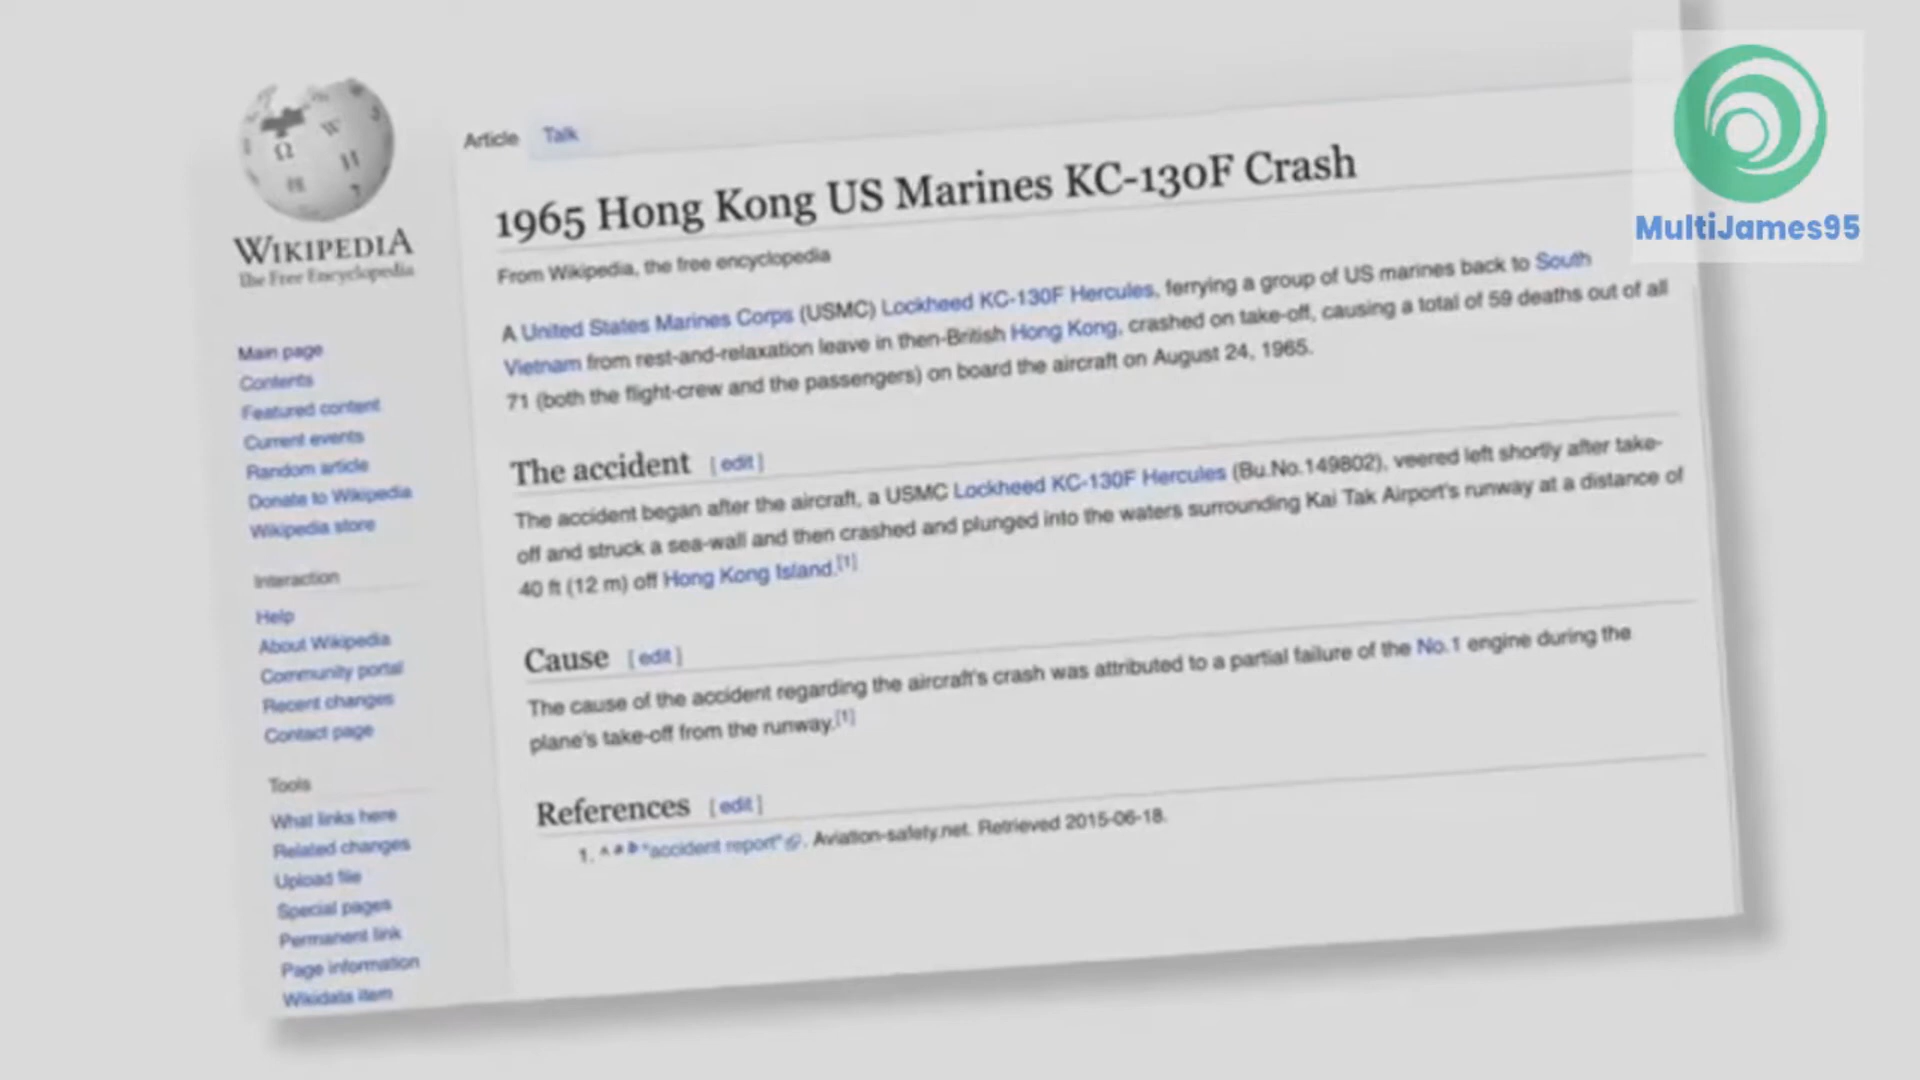 WIKIPEDIA
The Free Encyclopedia
Main page
Contents
Featured content
Current events
Random article
Donate to Wikipedia
Wikipedia store
Interaction
Help
About Wikipedia
Community portal
Recent changes
Contact page
Tools
What links here
Related changes
Upload file
Special pages
Permanent link
Page information
Wikidata item
Article Talk
1965 Hong Kong US Marines KC-130F Crash
From Wikipedia, the free encyclopedia
A United States Marines Corps (USMC) Lockheed KC-130F Hercules, ferrying a group of US marines back to South
Vietnam from rest-and-relaxation leave in then-British Hong Kong, crashed on take-off, causing a total of 59 deaths out of all
71 (both the flight-crew and the passengers) on board the aircraft on August 24, 1965.
The accident [edit]
The accident began after the aircraft, a USMC Lockheed KC-130F Hercules (Bu.No.149802), veered left shortly after take-
off and struck a sea-wall and then crashed and plunged into the waters surrounding Kai Tak Airport's runway at a distance of
40 ft (12 m) off Hong Kong Island.[1]
Cause [edit]
The cause of the accident regarding the aircraft's crash was attributed to a partial failure of the No.1 engine during the
plane's take-off from the runway.[1]
References [edit]
1. ^ a b "accident report". Aviation-safety.net. Retrieved 2015-06-18.
MultiJames95